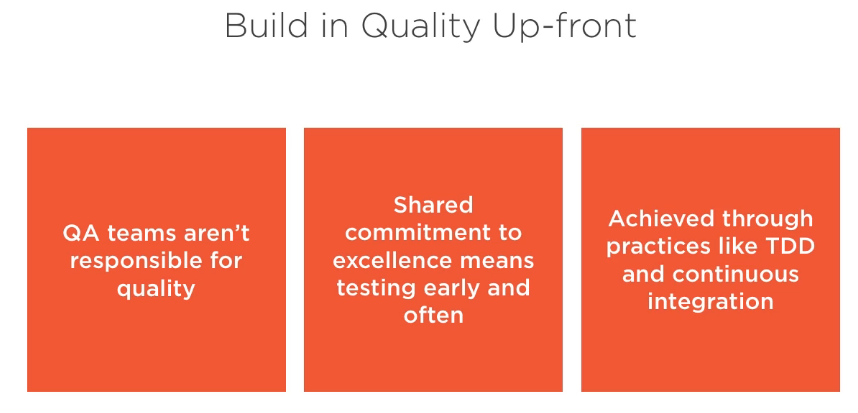 Build in Quality Up-front
QA teams aren’t
responsible for
quality
Shared
commitment to
excellence means
testing early and
often
Achieved through
practices like TDD
and continuous
integration